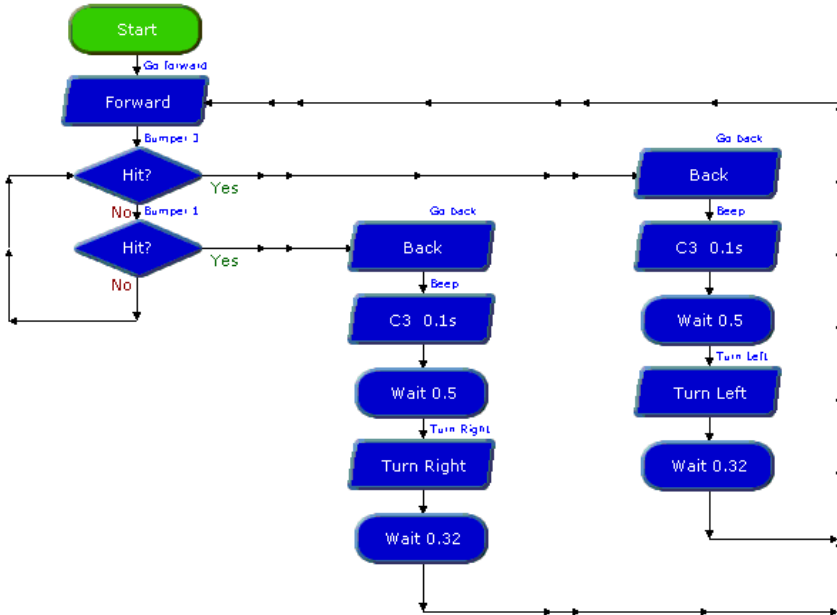 Start
Go forward
Forward
Bumper 3
Hit?
Yes
No
Bumper 1
Hit?
Yes
No
Go back
Back
Beep
C3 0.1s
Wait 0.5
Turn Right
Turn Right
Wait 0.32
Go back
Back
Beep
C3 0.1s
Wait 0.5
Turn Left
Turn Left
Wait 0.32